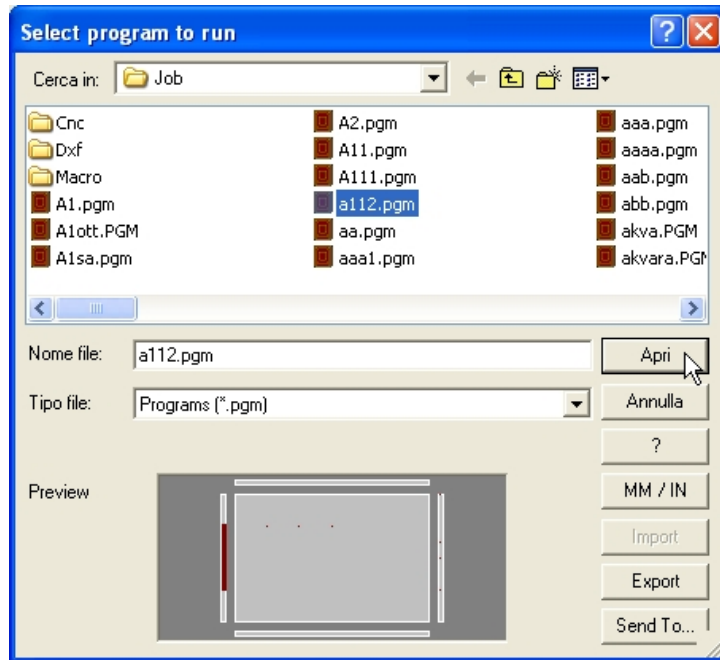 Select program to run
Cerca in: Job
Cnc
Dxf
Macro
A1.pgm
A1ott.PGM
A1sa.pgm
A2.pgm
A11.pgm
A111.pgm
a112.pgm
aa.pgm
aaa1.pgm
aaa.pgm
aaaa.pgm
aab.pgm
abb.pgm
akva.PGM
akvara.PGM
Nome file: a112.pgm Apri
Tipo file: Programs (*.pgm) Annulla
?
Preview MM / IN
Import
Export
Send To...